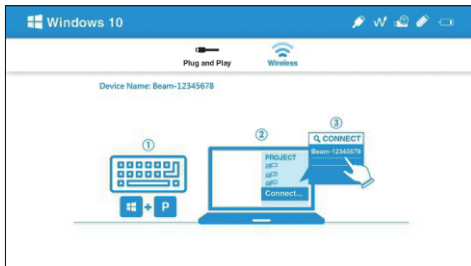 Windows 10
Plug and Play
Wireless
Device Name: Beam-12345678
1
2
3
PROJECT
Connect...
CONNECT
Beam-12345678
+ P